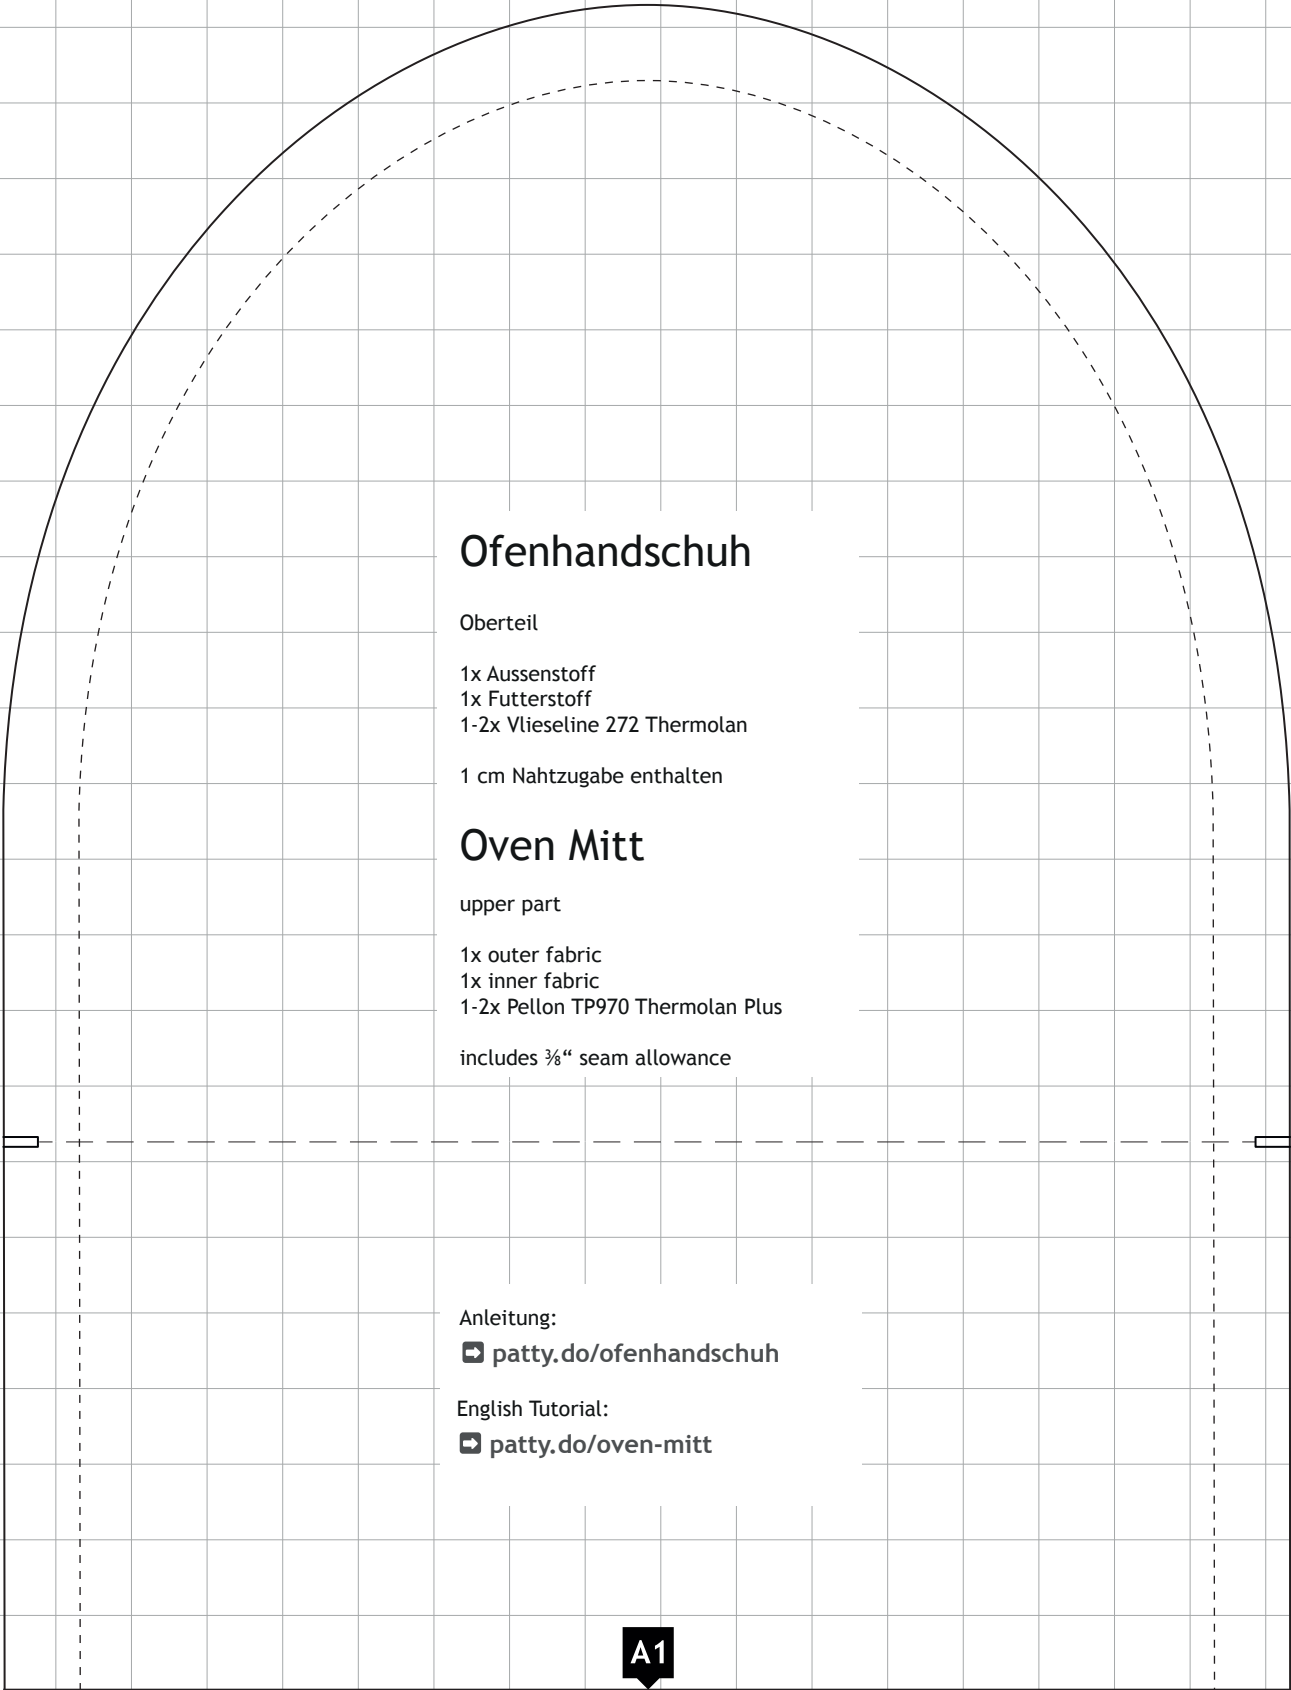 Ofenhandschuh
Oberteil
1x Aussenstoff
1x Futterstoff
1-2x Vlieseline 272 Thermolan
1 cm Nahtzugabe enthalten
Oven Mitt
upper part
1x outer fabric
1x inner fabric
1-2x Pellon TP970 Thermolan Plus
includes ⅜“ seam allowance
Anleitung:
➡ patty.do/ofenhandschuh
English Tutorial:
➡ patty.do/oven-mitt
A1